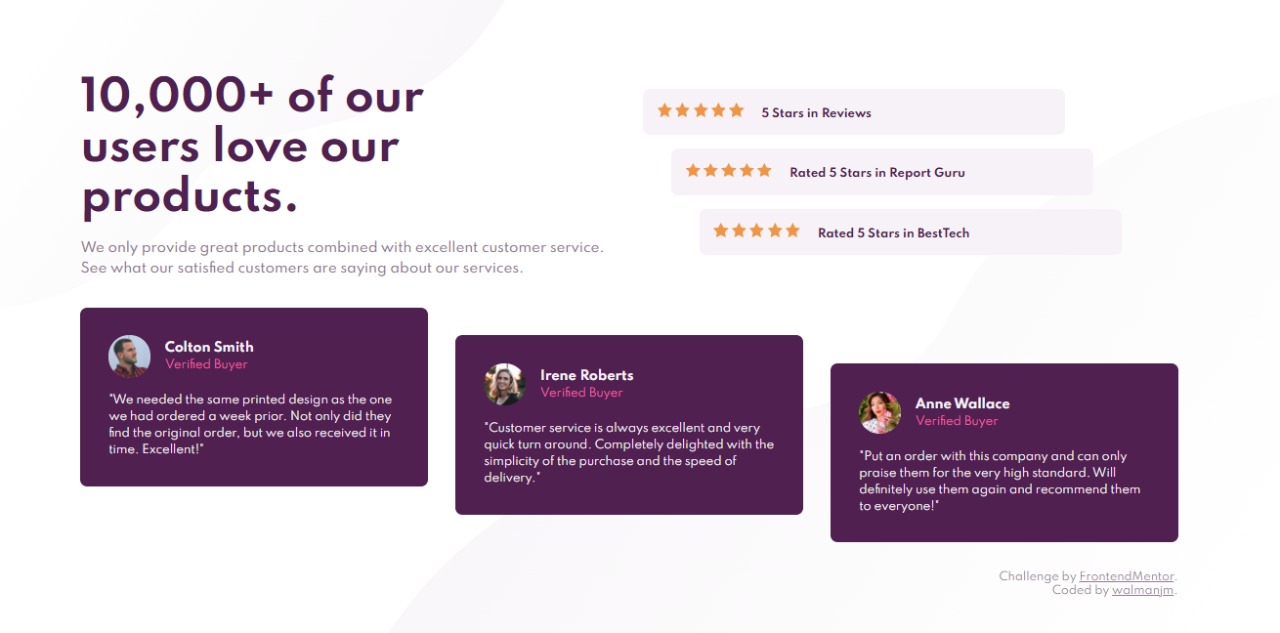 10,000+ of our
users love our
products.
We only provide great products combined with excellent customer service.
See what our satisfied customers are saying about our services.
5 Stars in Reviews
Rated 5 Stars in Report Guru
Rated 5 Stars in BestTech
Colton Smith
Verified Buyer
"We needed the same printed design as the one
we had ordered a week prior. Not only did they
find the original order, but we also received it in
time. Excellent!"
Irene Roberts
Verified Buyer
"Customer service is always excellent and very
quick turn around. Completely delighted with the
simplicity of the purchase and the speed of
delivery."
Anne Wallace
Verified Buyer
"Put an order with this company and can only
praise them for the very high standard. Will
definitely use them again and recommend them
to everyone!"
Challenge by FrontendMentor.
Coded by walmanjm.